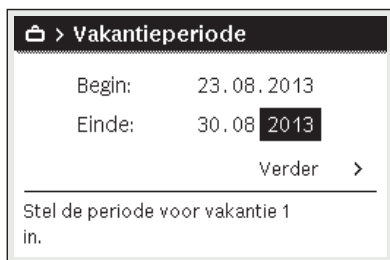 > Vakantieperiode
Begin: 23.08.2013
Einde: 30.08 2013
Verder >
Stel de periode voor vakantie 1
in.